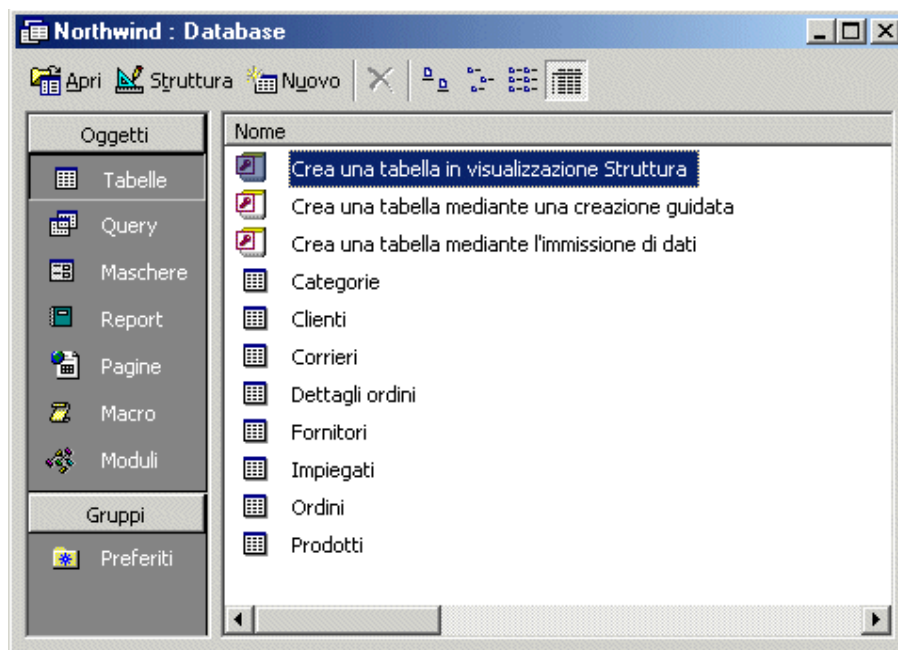 Northwind : Database
Apri Struttura Nuovo
Oggetti
Tabelle
Query
Maschere
Report
Pagine
Macro
Moduli
Gruppi
Preferiti
Nome
Crea una tabella in visualizzazione Struttura
Crea una tabella mediante una creazione guidata
Crea una tabella mediante l'immissione di dati
Categorie
Clienti
Corrieri
Dettagli ordini
Fornitori
Impiegati
Ordini
Prodotti